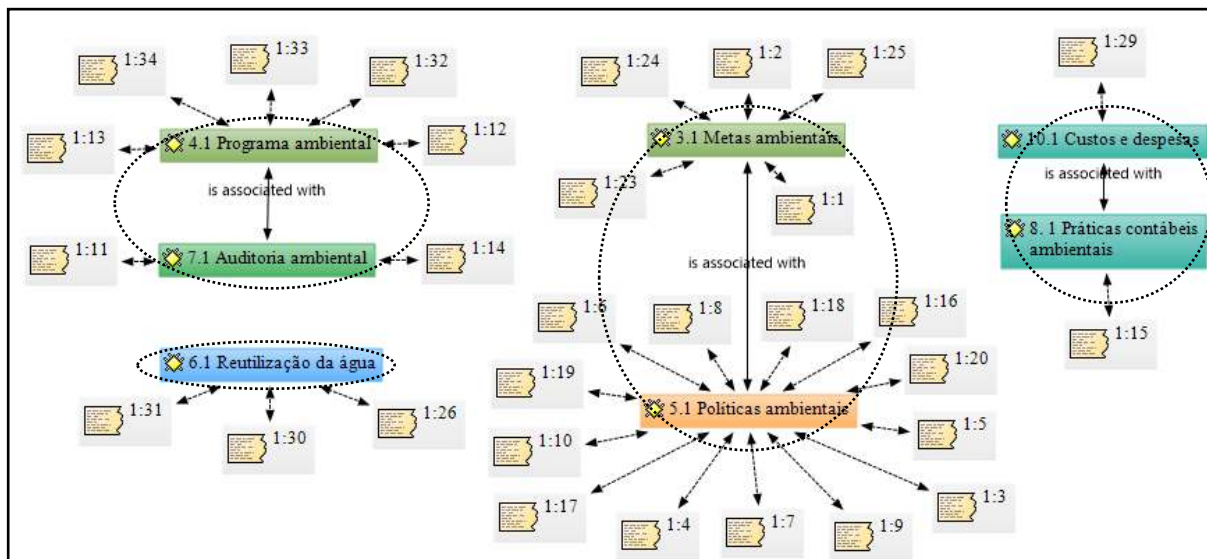 1:34
1:33
1:32
1:13
4.1 Programa ambiental
1:12
is associated with
1:11
7.1 Auditoria ambiental
1:14
6.1 Reutilização da água
1:31
1:30
1:26
1:24
1:2
1:25
3.1 Metas ambientais
1:23
1:1
is associated with
1:6
1:8
1:18
1:16
1:19
1:20
5.1 Políticas ambientais
1:10
1:5
1:17
1:4
1:7
1:9
1:3
1:29
10.1 Custos e despesas
is associated with
8. 1 Práticas contábeis
ambientais
1:15